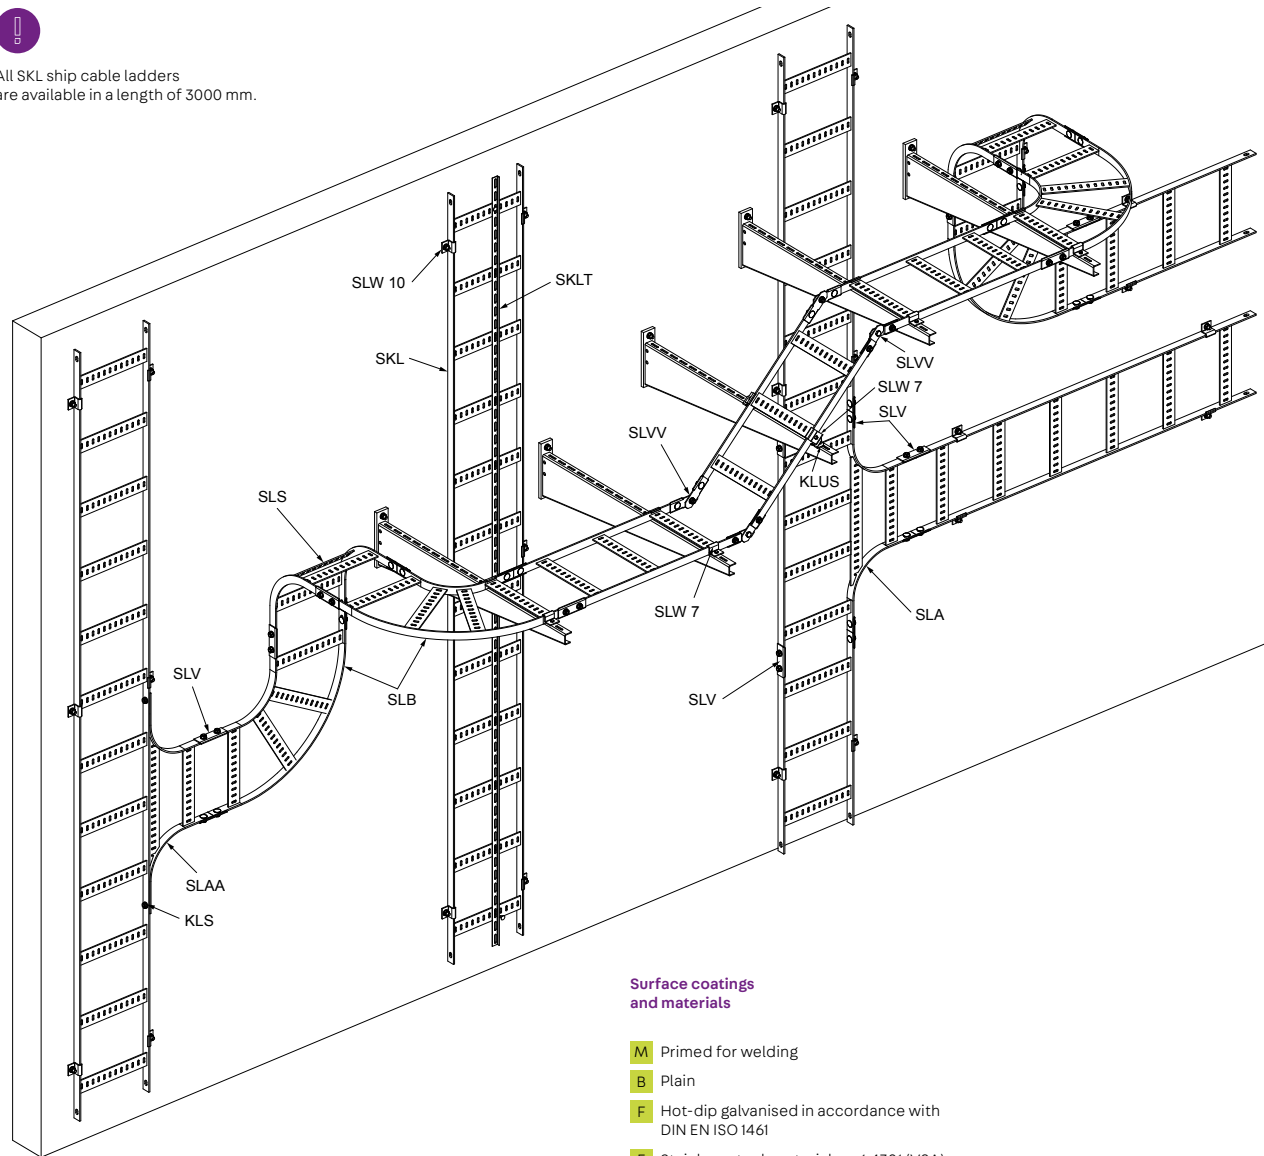 All SKL ship cable ladders
are available in a length of 3000 mm.
SLW 10
SKLT
SKL
SLVV
SLW 7
SLV
SLVV
KLUS
SLS
SLW 7
SLA
SLV
SLB
SLV
SLAA
KLS
Surface coatings
and materials
M Primed for welding
B Plain
F Hot-dip galvanised in accordance with
DIN EN ISO 1461